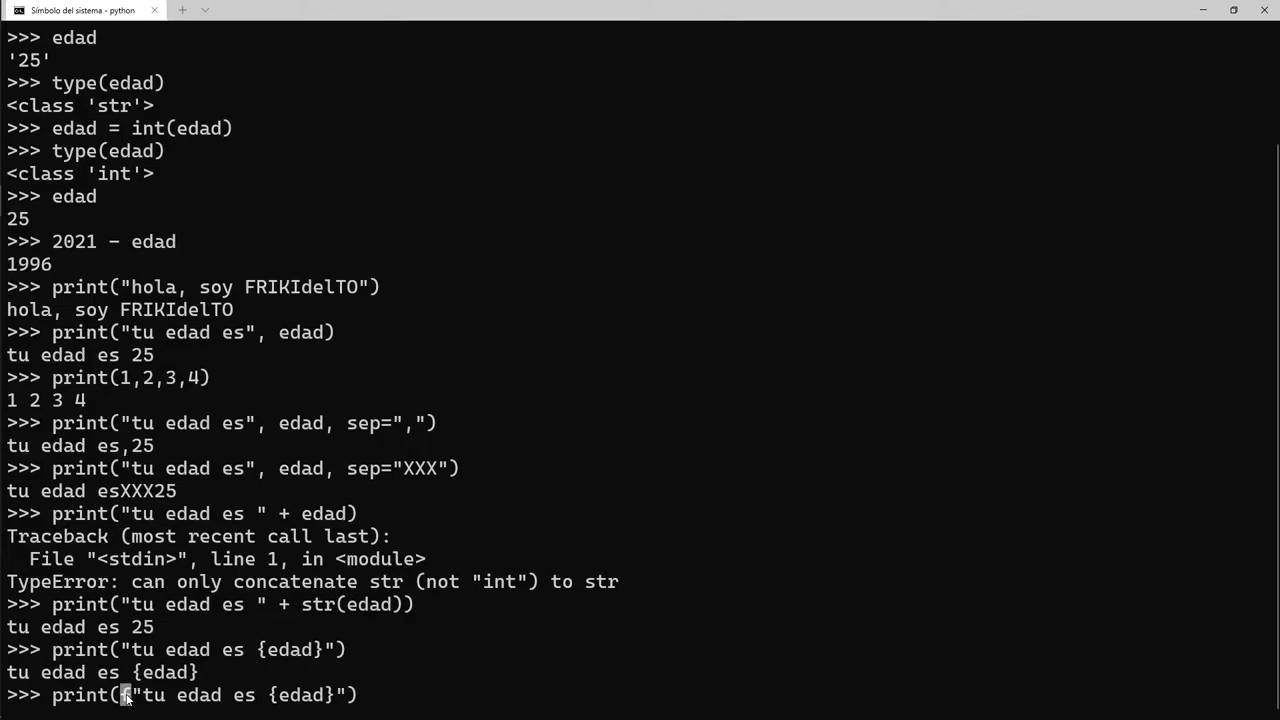 Símbolo del sistema - python
>>> edad
'25'
>>> type(edad)
<class 'str'>
>>> edad = int(edad)
>>> type(edad)
<class 'int'>
>>> edad
25
>>> 2021 - edad
1996
>>> print("hola, soy FRIKIdelTO")
hola, soy FRIKIdelTO
>>> print("tu edad es", edad)
tu edad es 25
>>> print(1,2,3,4)
1 2 3 4
>>> print("tu edad es", edad, sep=",")
tu edad es,25
>>> print("tu edad es", edad, sep="XXX")
tu edad esXXX25
>>> print("tu edad es " + edad)
Traceback (most recent call last):
  File "<stdin>", line 1, in <module>
TypeError: can only concatenate str (not "int") to str
>>> print("tu edad es " + str(edad))
tu edad es 25
>>> print("tu edad es {edad}")
tu edad es {edad}
>>> print(f"tu edad es {edad}")